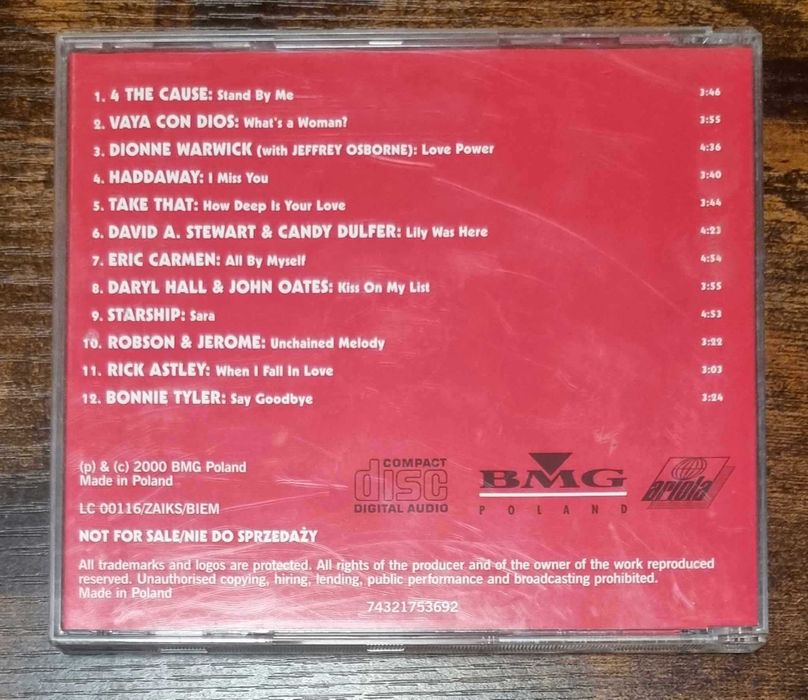 1. 4 THE CAUSE: Stand By Me 3:46
2. VAYA CON DIOS: What's a Woman? 3:55
3. DIONNE WARWICK (with JEFFREY OSBORNE): Love Power 4:36
4. HADDAWAY: I Miss You 3:40
5. TAKE THAT: How Deep Is Your Love 3:44
6. DAVID A. STEWART & CANDY DULFER: Lily Was Here 4:23
7. ERIC CARMEN: All By Myself 4:54
8. DARYL HALL & JOHN OATES: Kiss On My List 3:55
9. STARSHIP: Sara 4:53
10. ROBSON & JEROME: Unchained Melody 3:22
11. RICK ASTLEY: When I Fall In Love 3:03
12. BONNIE TYLER: Say Goodbye 3:24
(p) & (c) 2000 BMG Poland
Made in Poland
LC 00116/ZAIKS/BIEM
NOT FOR SALE/NIE DO SPRZEDAŻY
COMPACT
disc
DIGITAL AUDIO
BMG
POLAND
ariola
All trademarks and logos are protected. All rights of the producer and of the owner of the work reproduced
reserved. Unauthorised copying, hiring, lending, public performance and broadcasting prohibited.
Made in Poland
74321753692